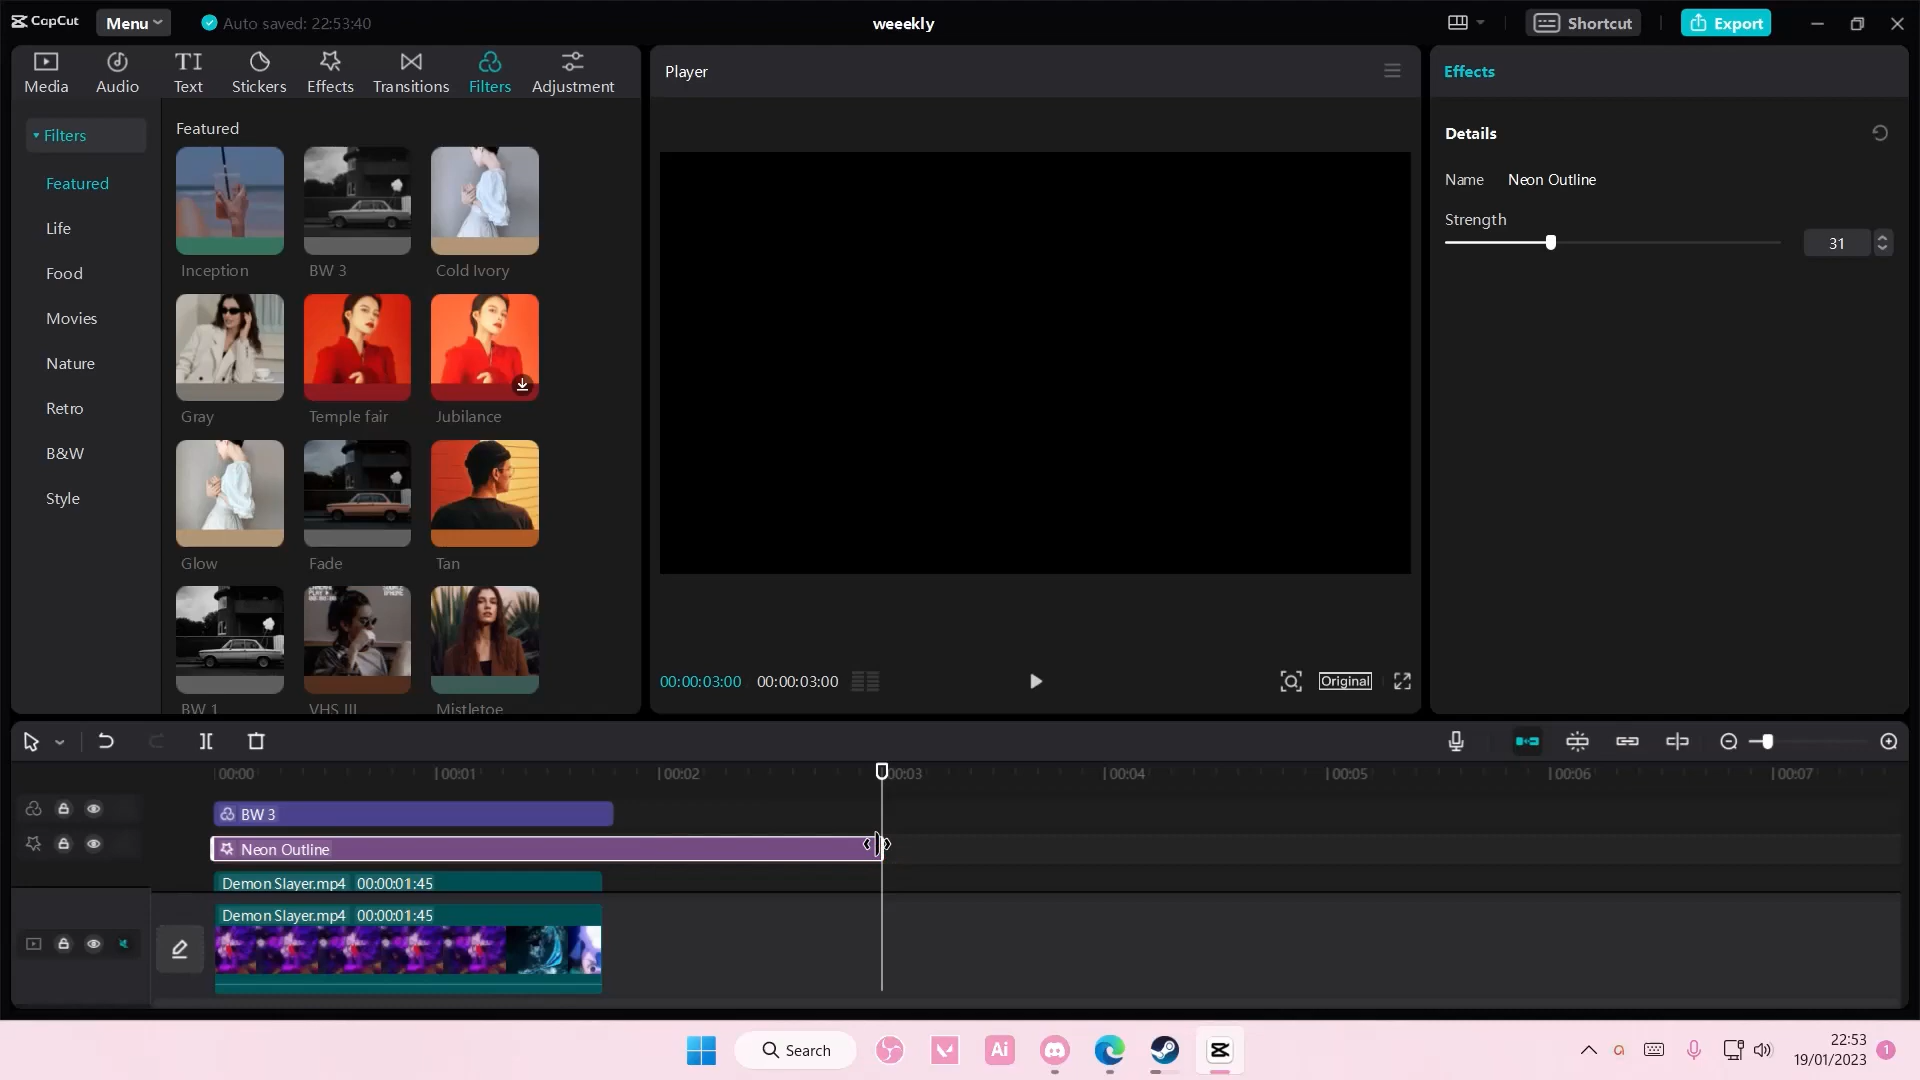 CapCut
Menu
Auto saved: 22:53:40
weeekly
Shortcut
Export
Media
Audio
TI
Text
Stickers
Effects
Transitions
Filters
Adjustment
Player
Effects
Filters
Featured
Life
Food
Movies
Nature
Retro
B&W
Style
Featured
Inception
BW 3
Cold Ivory
Gray
Temple fair
Jubilance
Glow
Fade
Tan
BW 1
VHS III
Mistletoe
Details
Name
Neon Outline
Strength
31
00:00:03:00
00:00:03:00
Original
00:00
00:01
00:02
00:03
00:04
00:05
00:06
00:07
BW 3
Neon Outline
Demon Slayer.mp4 00:00:01:45
Demon Slayer.mp4 00:00:01:45
Search
Ai
22:53
19/01/2023
1